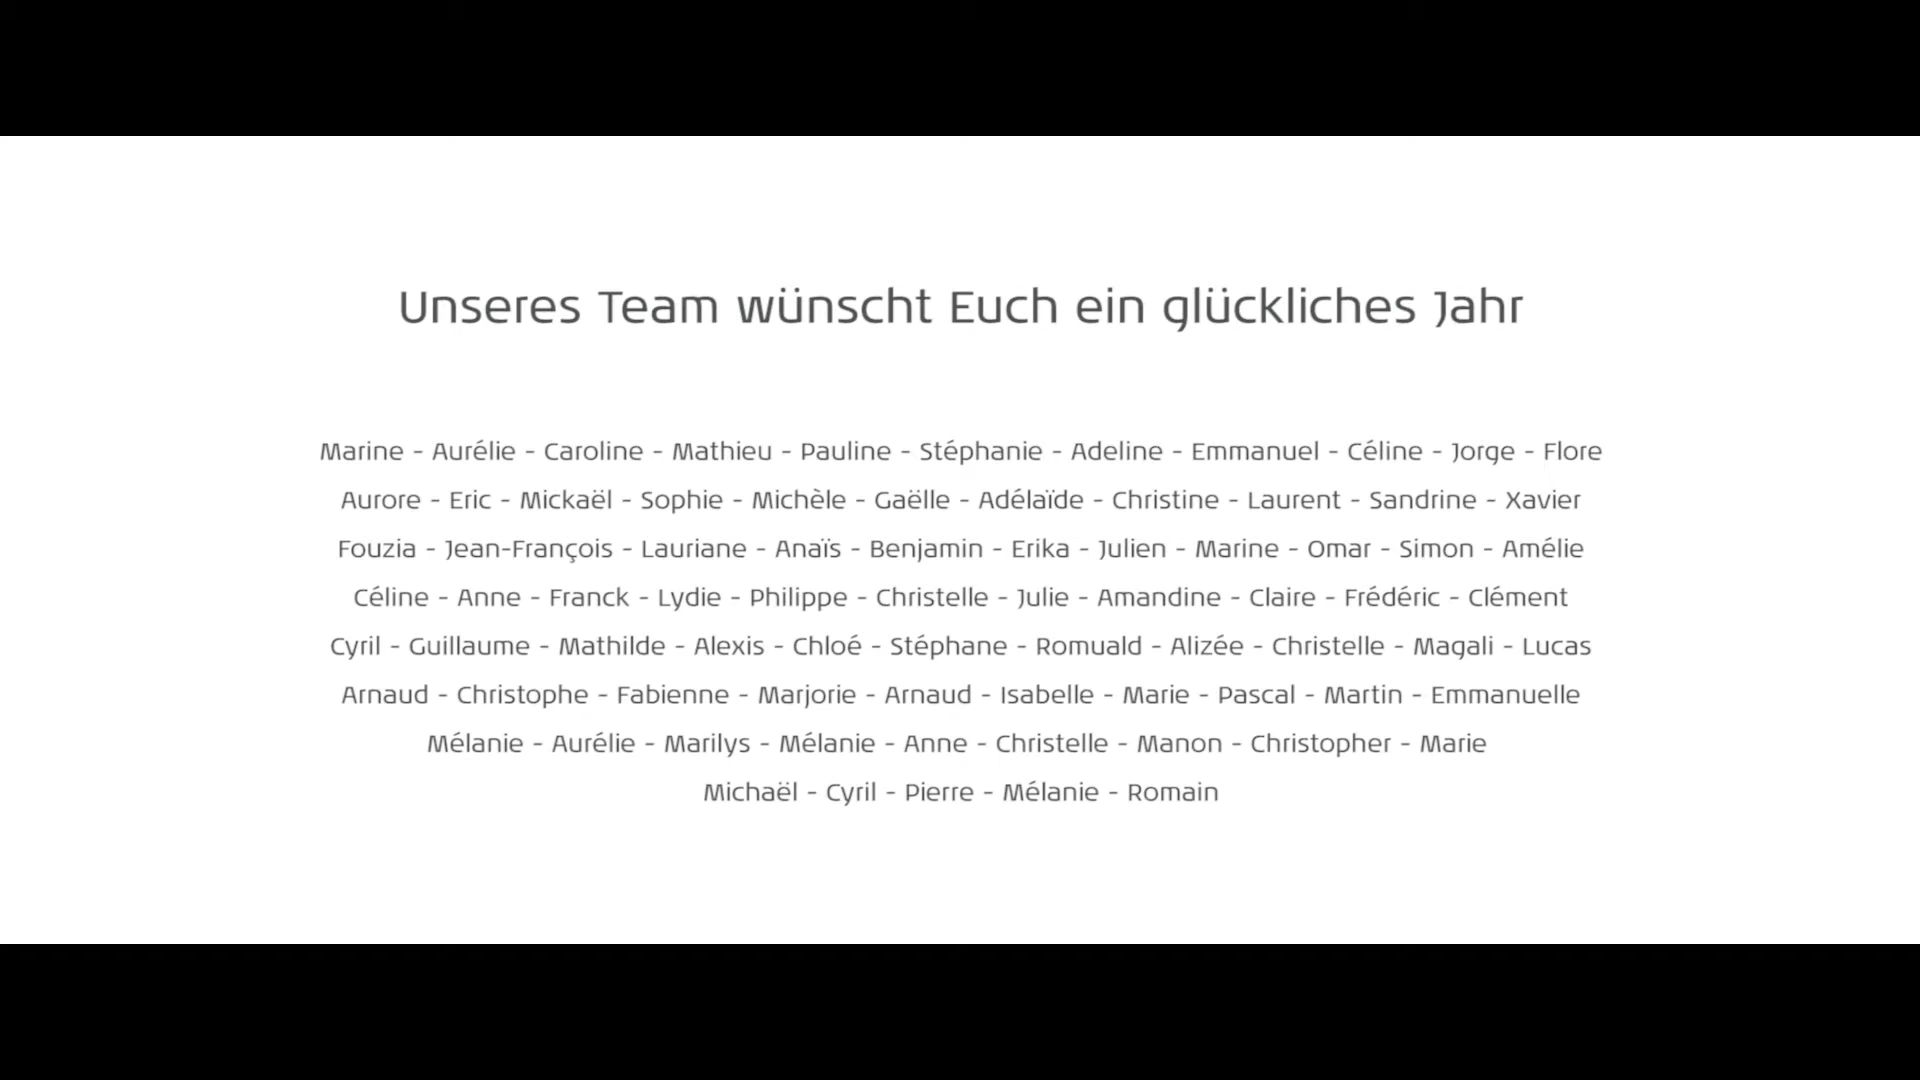 Unseres Team wünscht Euch ein glückliches Jahr
Marine - Aurélie - Caroline - Mathieu - Pauline - Stéphanie - Adeline - Emmanuel - Céline - Jorge - Flore
Aurore - Eric - Mickaël - Sophie - Michèle - Gaëlle - Adélaïde - Christine - Laurent - Sandrine - Xavier
Fouzia - Jean-François - Lauriane - Anaïs - Benjamin - Erika - Julien - Marine - Omar - Simon - Amélie
Céline - Anne - Franck - Lydie - Philippe - Christelle - Julie - Amandine - Claire - Frédéric - Clément
Cyril - Guillaume - Mathilde - Alexis - Chloé - Stéphane - Romuald - Alizée - Christelle - Magali - Lucas
Arnaud - Christophe - Fabienne - Marjorie - Arnaud - Isabelle - Marie - Pascal - Martin - Emmanuelle
Mélanie - Aurélie - Marilys - Mélanie - Anne - Christelle - Manon - Christopher - Marie
Michaël - Cyril - Pierre - Mélanie - Romain